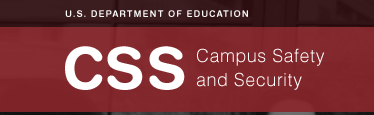 U.S. DEPARTMENT OF EDUCATION
CSS Campus Safety
and Security